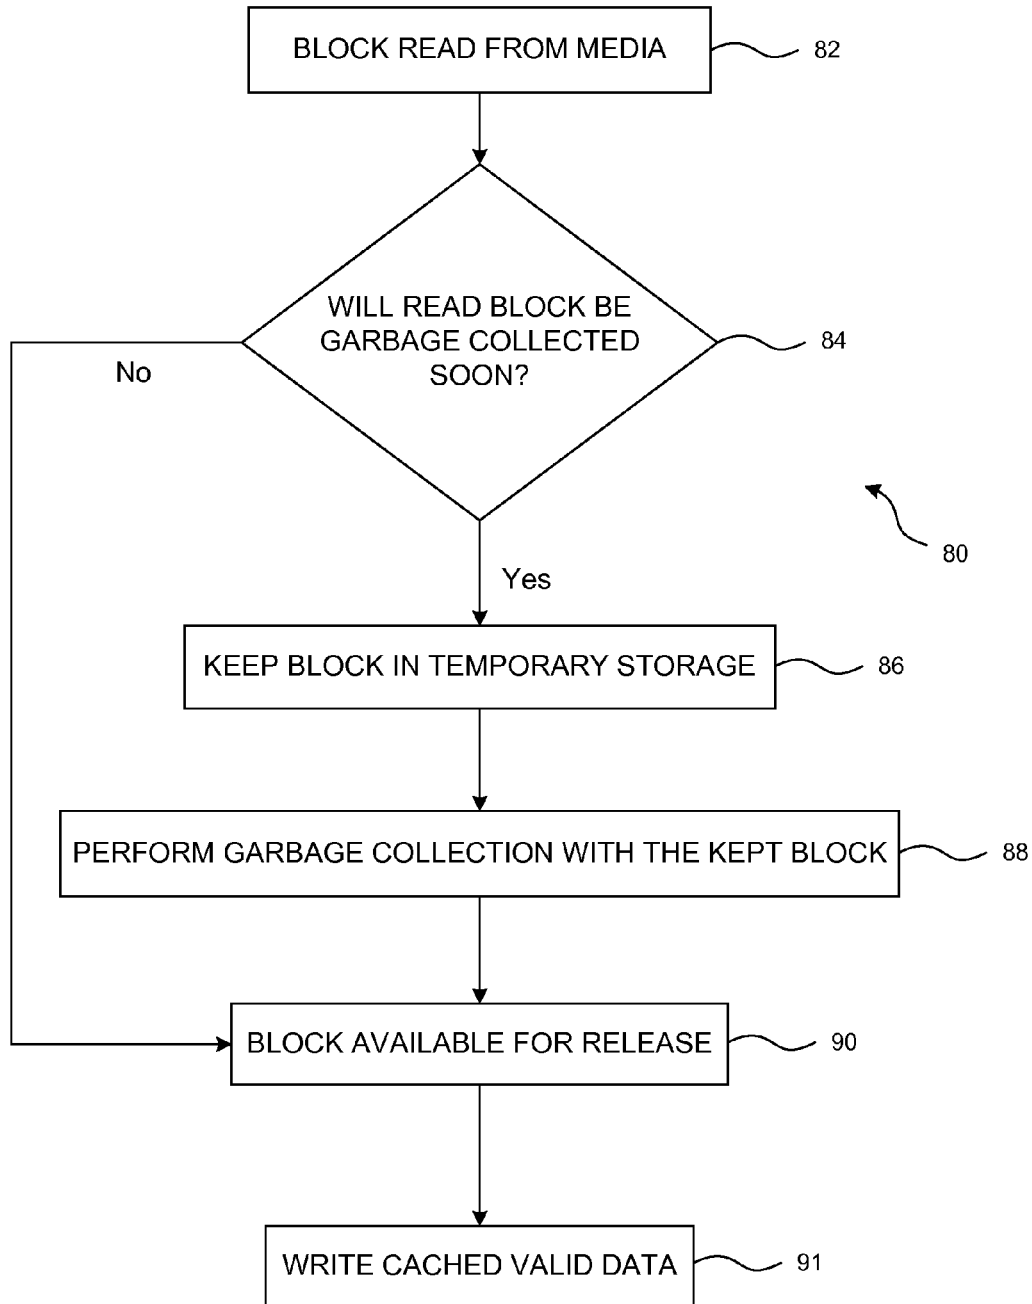 BLOCK READ FROM MEDIA
82
WILL READ BLOCK BE
GARBAGE COLLECTED
SOON?
84
No
80
Yes
KEEP BLOCK IN TEMPORARY STORAGE
86
PERFORM GARBAGE COLLECTION WITH THE KEPT BLOCK
88
BLOCK AVAILABLE FOR RELEASE
90
WRITE CACHED VALID DATA
91